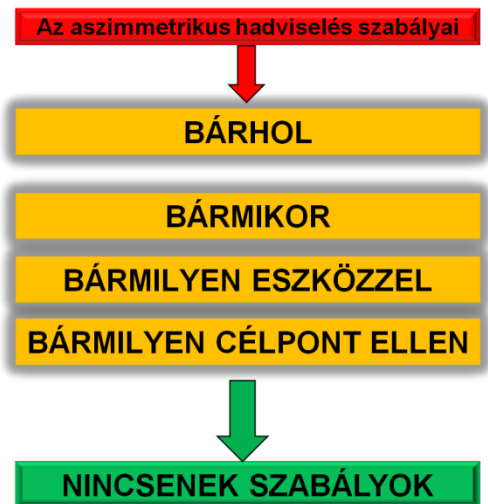 Az aszimmetrikus hadviselés szabályai
BÁRHOL
BÁRMIKOR
BÁRMILYEN ESZKÖZZEL
BÁRMILYEN CÉLPONT ELLEN
NINCSENEK SZABÁLYOK